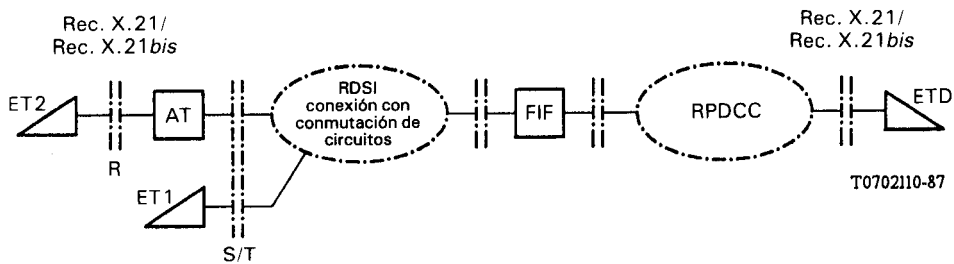 Rec. X.21/
Rec. X.21bis
Rec. X.21/
Rec. X.21bis
ET2
AT
RDSI
conexión con
conmutación de
circuitos
FIF
RPDCC
ETD
R
T0702110-87
ET1
S/T